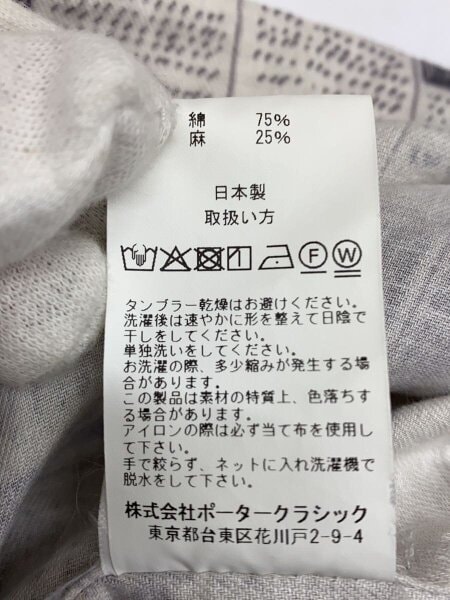 綿 75%
麻 25%
日本製
取扱い方
F W
タンブラー乾燥はお避けください。
洗濯後は速やかに形を整えて日陰で
干しをしてください。
単独洗いをしてください。
お洗濯の際、多少縮みが発生する場
合があります。
この製品は素材の特質上、色落ちす
る場合があります。
アイロンの際は必ず当て布を使用し
て下さい。
手で絞らず、ネットに入れ洗濯機で
脱水をして下さい。
株式会社ポータークラシック
東京都台東区花川戸2-9-4